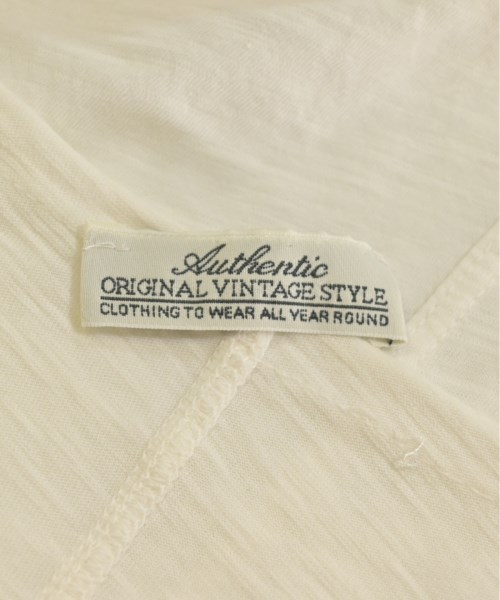 Authentic
ORIGINAL VINTAGE STYLE
CLOTHING TO WEAR ALL YEAR ROUND